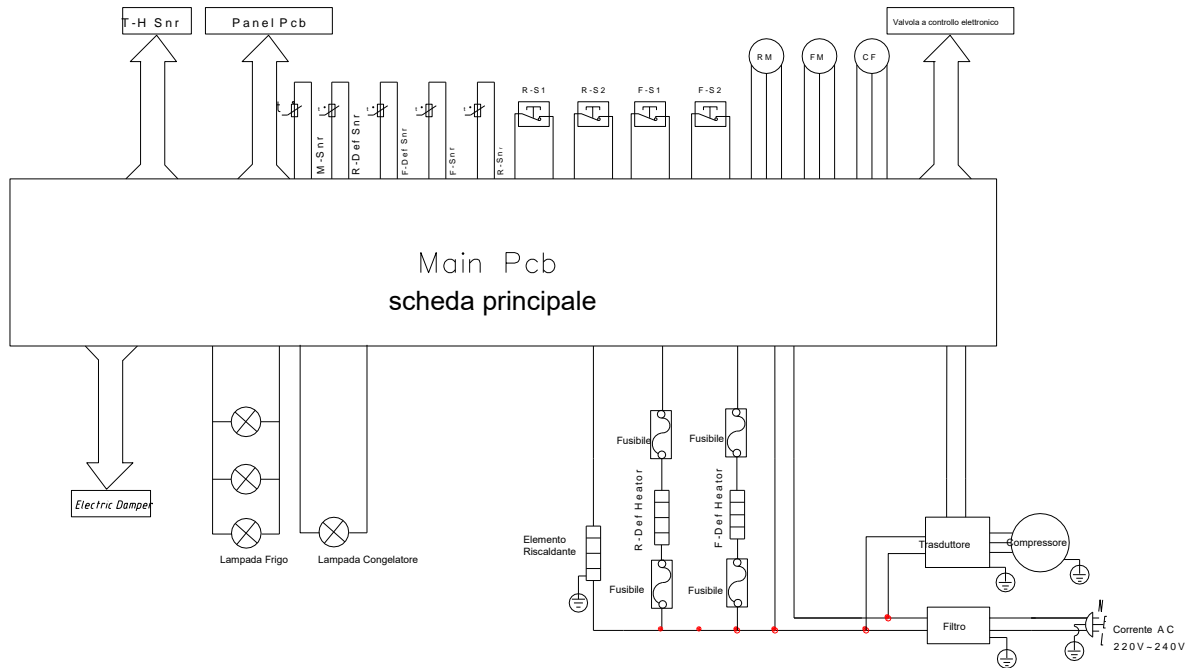 T-H Snr
Panel Pcb
Valvola a controllo elettronico
RM
FM
CF
R-S1
R-S2
F-S1
F-S2
M-Snr
R-Def Snr
F-Def Snr
F-Snr
R-Snr
Main Pcb
scheda principale
Electric Damper
Lampada Frigo
Lampada Congelatore
Fusibile
Fusibile
R-Def Heator
F-Def Heator
Elemento
Riscaldante
Fusibile
Fusibile
Trasduttore
Compressore
Filtro
N
E
L
Corrente AC
220V~240V